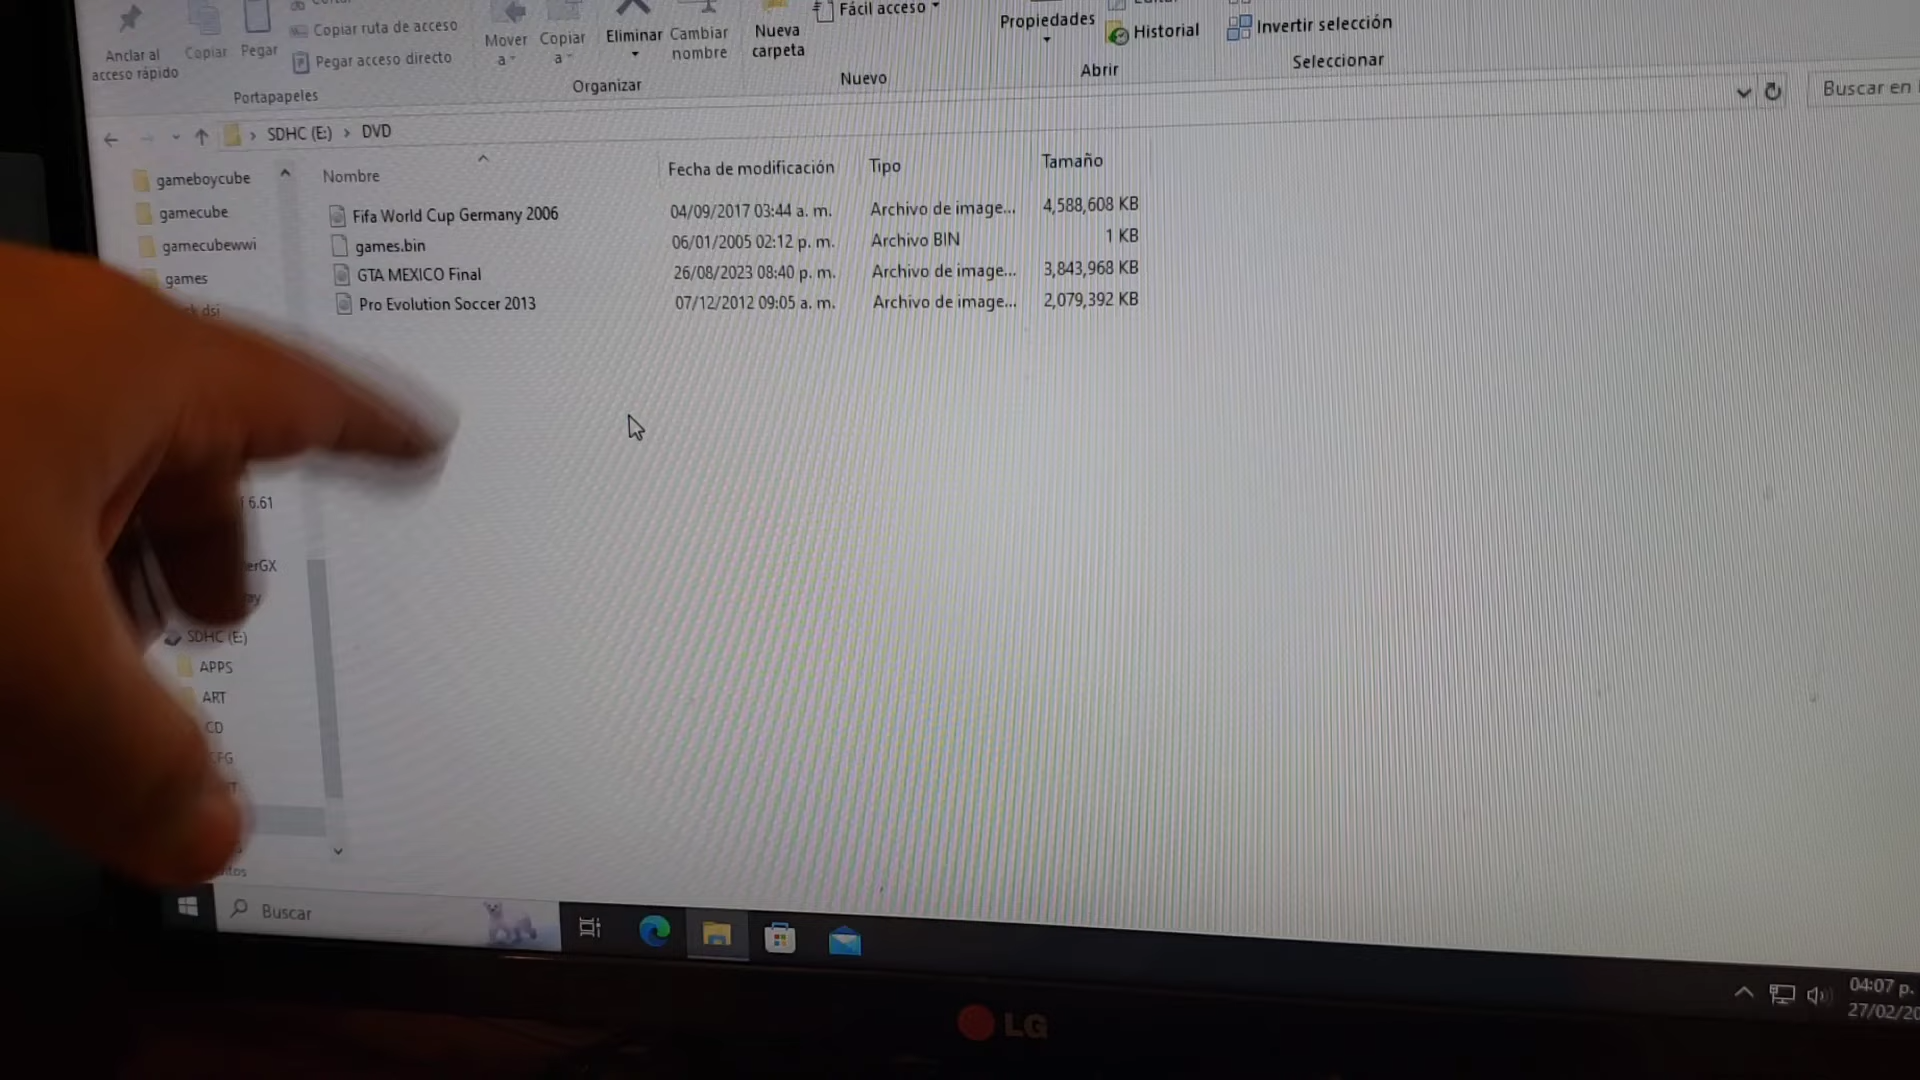 Fácil acceso
Anclar al
acceso rápido
Copiar
Pegar
Copiar ruta de acceso
Pegar acceso directo
Mover
a
Copiar
a
Eliminar
Cambiar
nombre
Nueva
carpeta
Propiedades
Historial
Invertir selección
Portapapeles
Organizar
Nuevo
Abrir
Seleccionar
SDHC (E:) > DVD
Buscar en
Nombre
Fecha de modificación
Tipo
Tamaño
Fifa World Cup Germany 2006 04/09/2017 03:44 a. m. Archivo de image... 4,588,608 KB
games.bin 06/01/2005 02:12 p. m. Archivo BIN 1 KB
GTA MEXICO Final 26/08/2023 08:40 p. m. Archivo de image... 3,843,968 KB
Pro Evolution Soccer 2013 07/12/2012 09:05 a. m. Archivo de image... 2,079,392 KB
gameboycube
gamecube
gamecubewwi
games
dsi
6.61
erGX
SDHC (E:)
APPS
ART
CD
Buscar
04:07 p.
27/02/20
LG